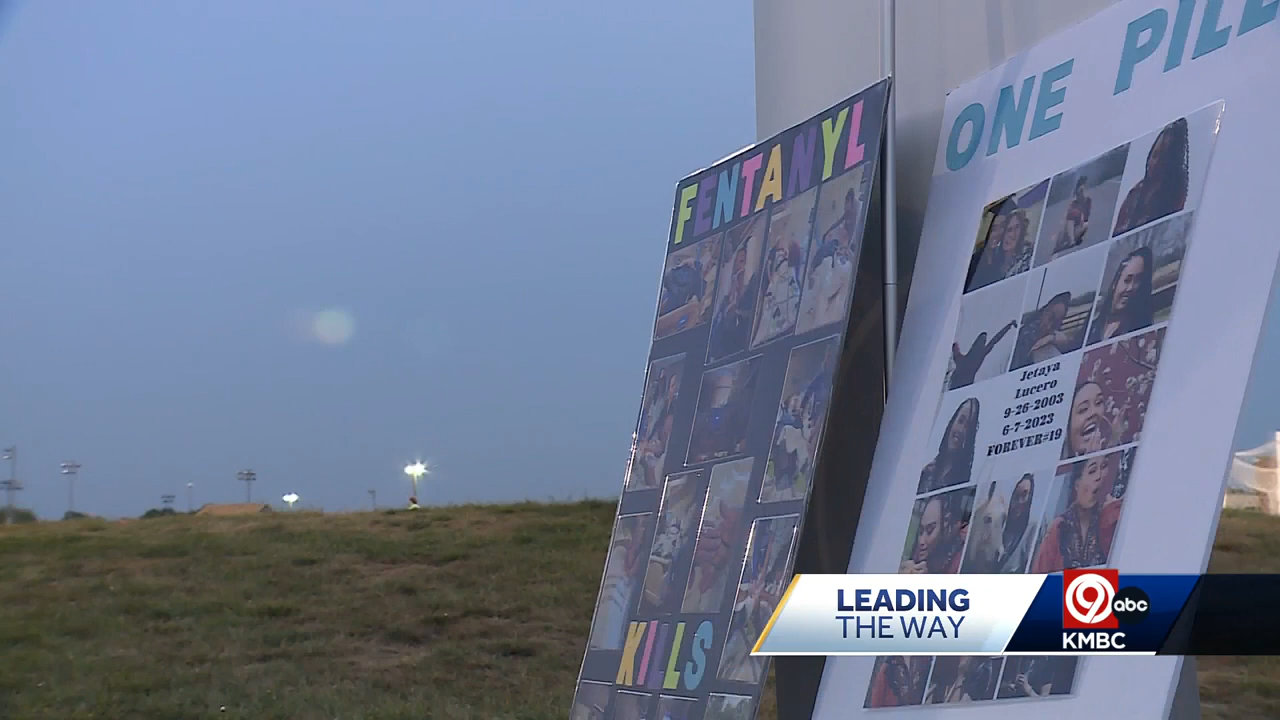 FENTANYL
KILLS
ONE PILL
Jetaya
Lucero
9-26-2003
6-7-2023
FOREVER#19
LEADING
THE WAY
9 abc
KMBC